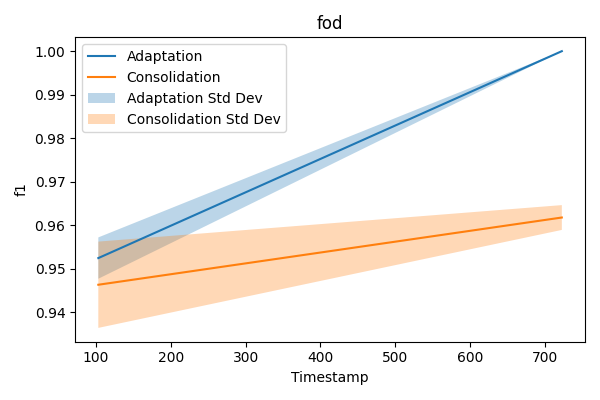 fod
Adaptation
Consolidation
Adaptation Std Dev
Consolidation Std Dev
f1
1.00
0.99
0.98
0.97
0.96
0.95
0.94
100 200 300 400 500 600 700
Timestamp